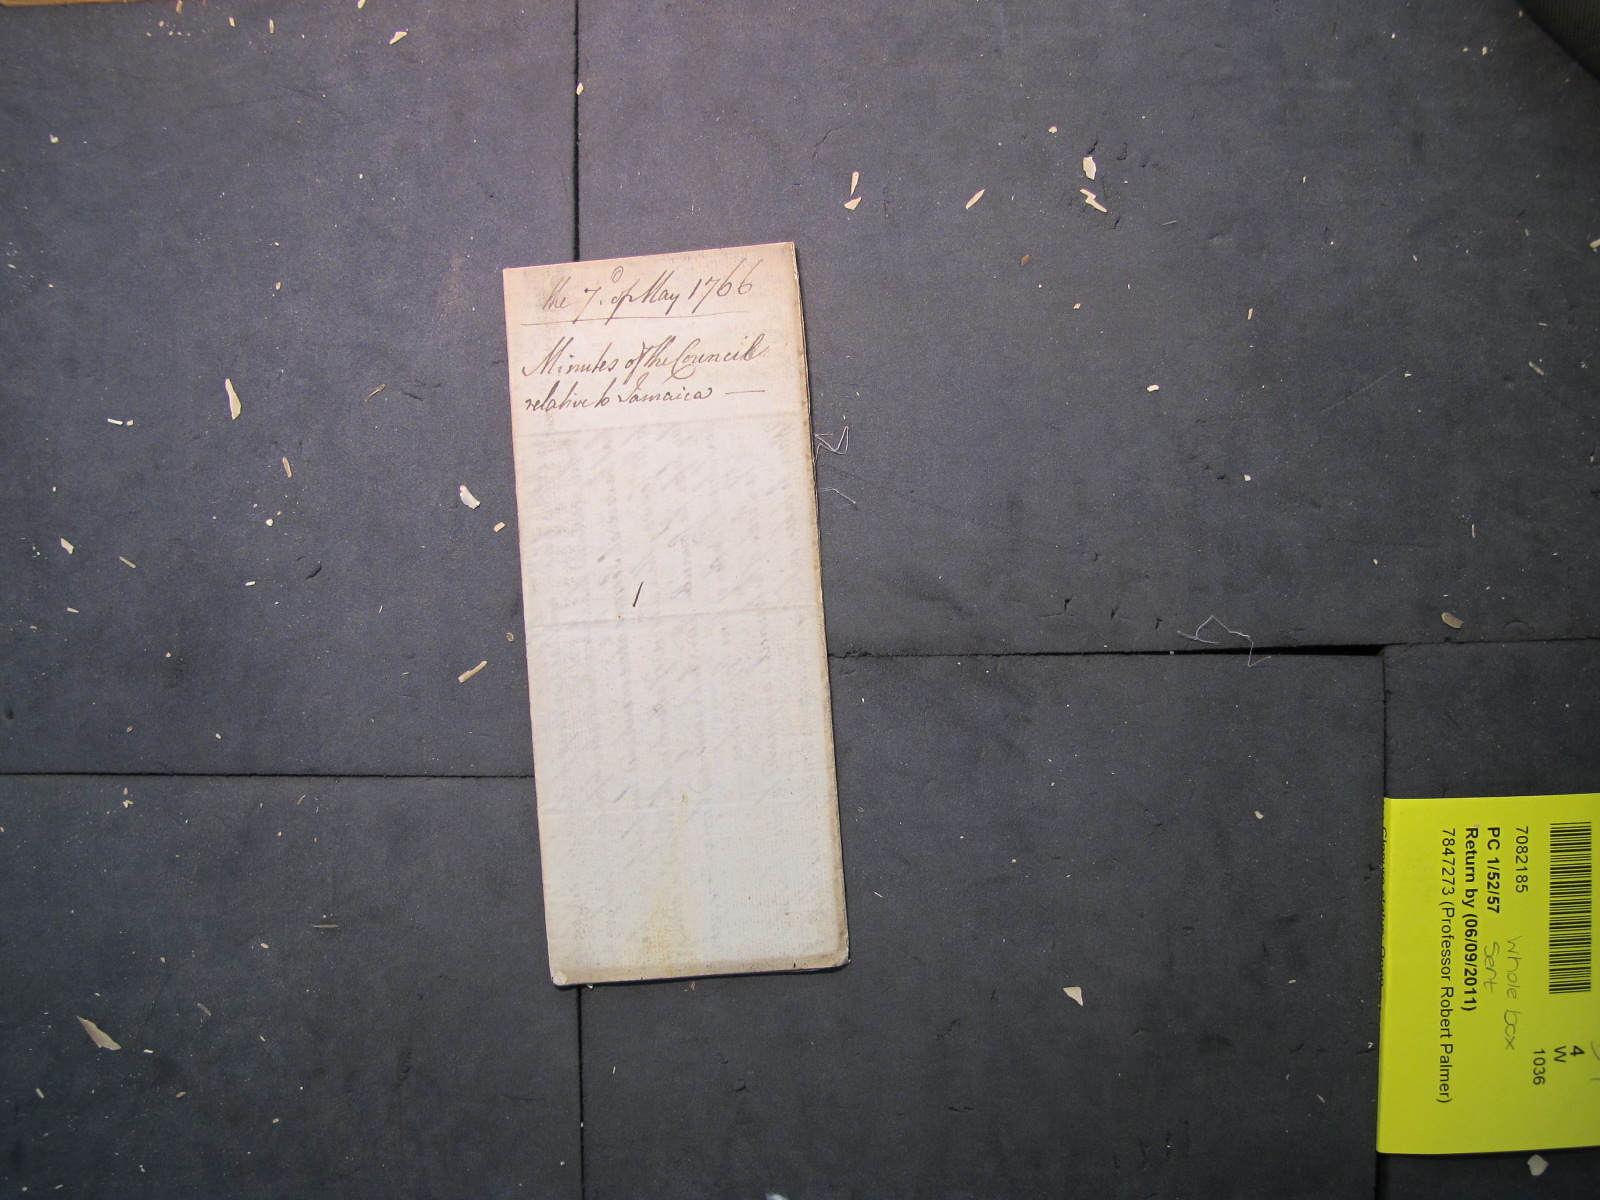 the 7.º of May 1766
Minutes of the Council
relative to Jamaica —
1
7082185
PC 1/52/57
Return by (06/09/2011)
7847273 (Professor Robert Palmer)
whole box
sent
4
W
1036